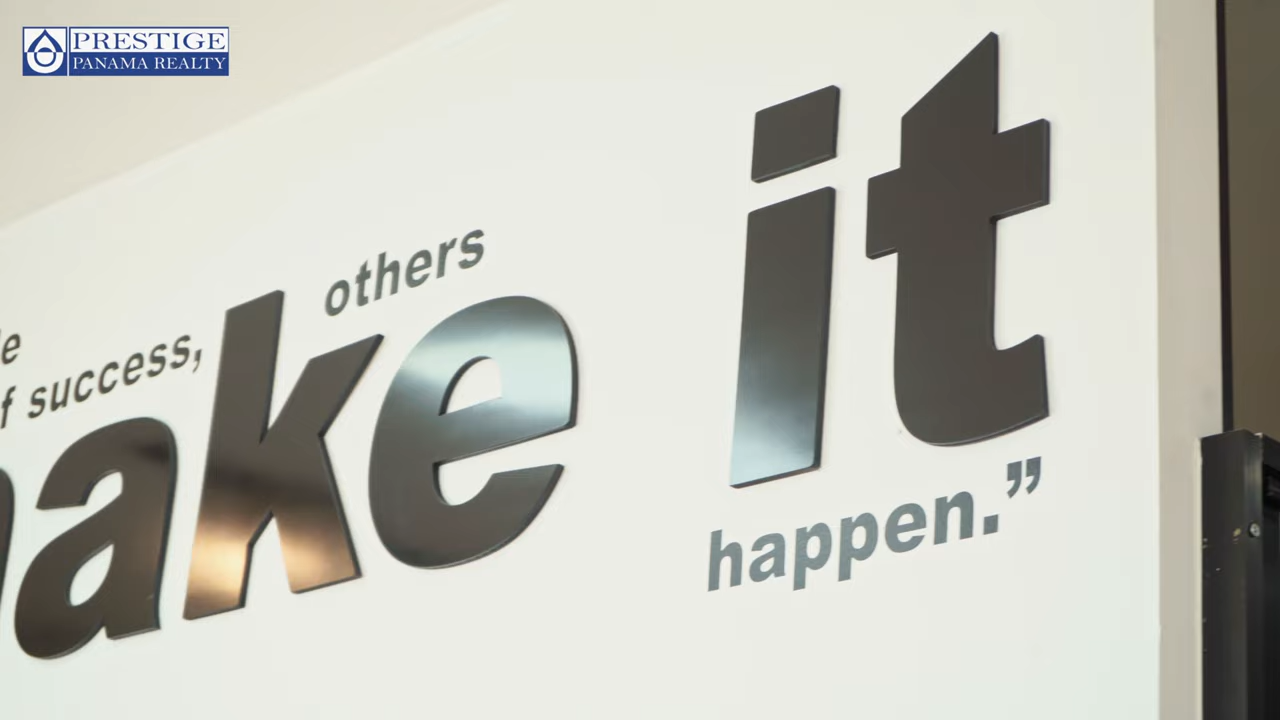 PRESTIGE
PANAMA REALTY
others
success,
ake it
happen.”